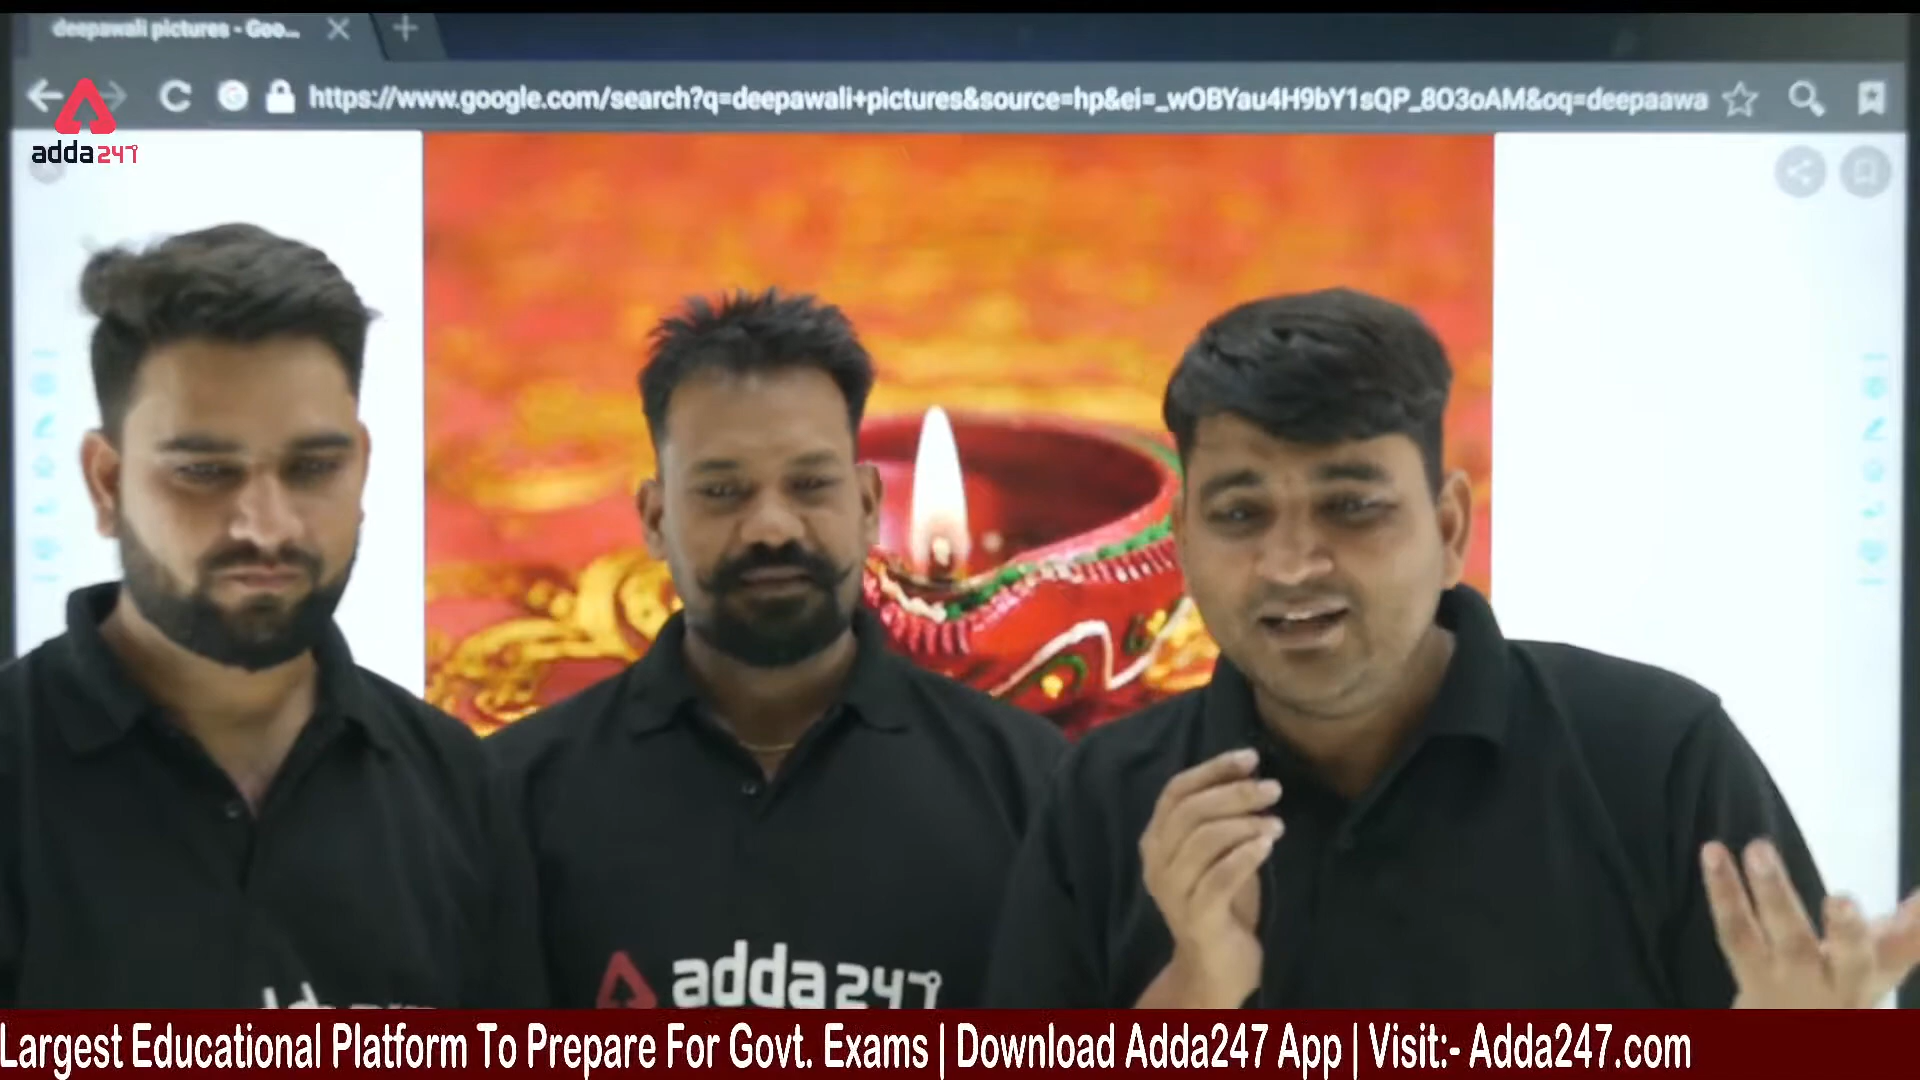 deepawali pictures - Goo...
https://www.google.com/search?q=deepawali+pictures&source=hp&ei=_wOBYau4H9bY1sQP_8O3oAM&oq=deepaawa
adda247
adda247
Largest Educational Platform To Prepare For Govt. Exams | Download Adda247 App | Visit:- Adda247.com